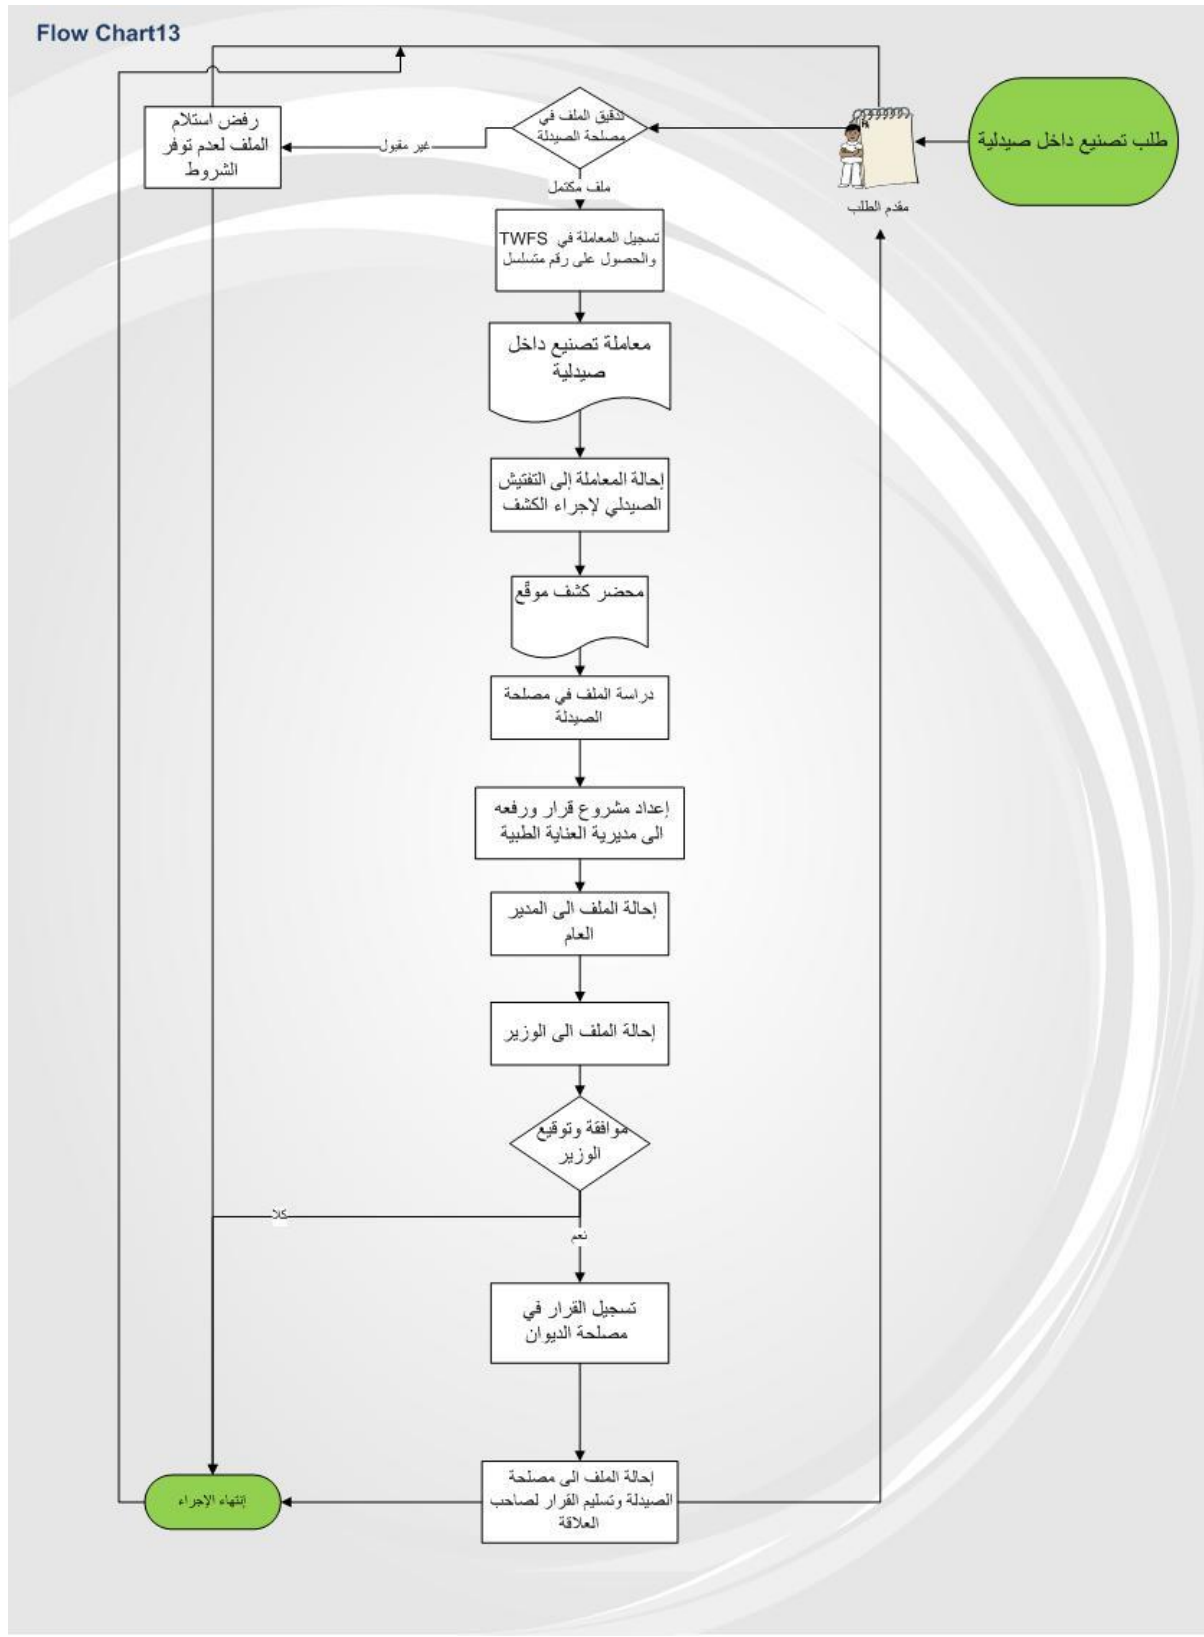 Flow Chart13
طلب تصنيع داخل صيدلية
مقدم الطلب
تدقيق الملف في
مصلحة الصيدلة
غير مقبول
رفض استلام
الملف لعدم توفر
الشروط
ملف مكتمل
تسجيل المعاملة في TWFS
والحصول على رقم متسلسل
معاملة تصنيع داخل
صيدلية
إحالة المعاملة إلى التفتيش
الصيدلي لإجراء الكشف
محضر كشف موقّع
دراسة الملف في مصلحة
الصيدلة
إعداد مشروع قرار ورفعه
الى مديرية العناية الطبية
إحالة الملف الى المدير
العام
إحالة الملف الى الوزير
موافقة وتوقيع
الوزير
كلا
نعم
تسجيل القرار في
مصلحة الديوان
إحالة الملف الى مصلحة
الصيدلة وتسليم القرار لصاحب
العلاقة
إنتهاء الإجراء